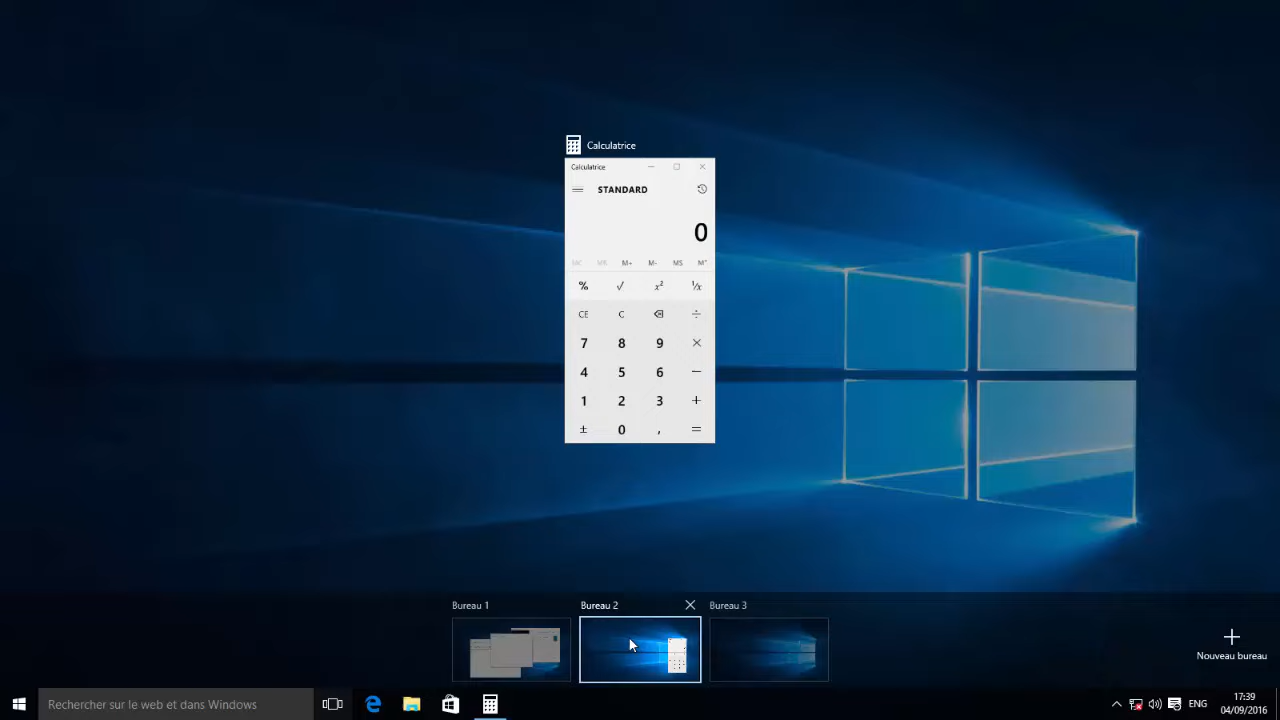 Calculatrice
Calculatrice
STANDARD
0
MC MR M+ M- MS M˅
% √ x² ¹/x
CE C ⌫ ÷
7 8 9 ×
4 5 6 −
1 2 3 +
± 0 , =
Bureau 1 Bureau 2 Bureau 3
Nouveau bureau
Rechercher sur le web et dans Windows
ENG
17:39
04/09/2016